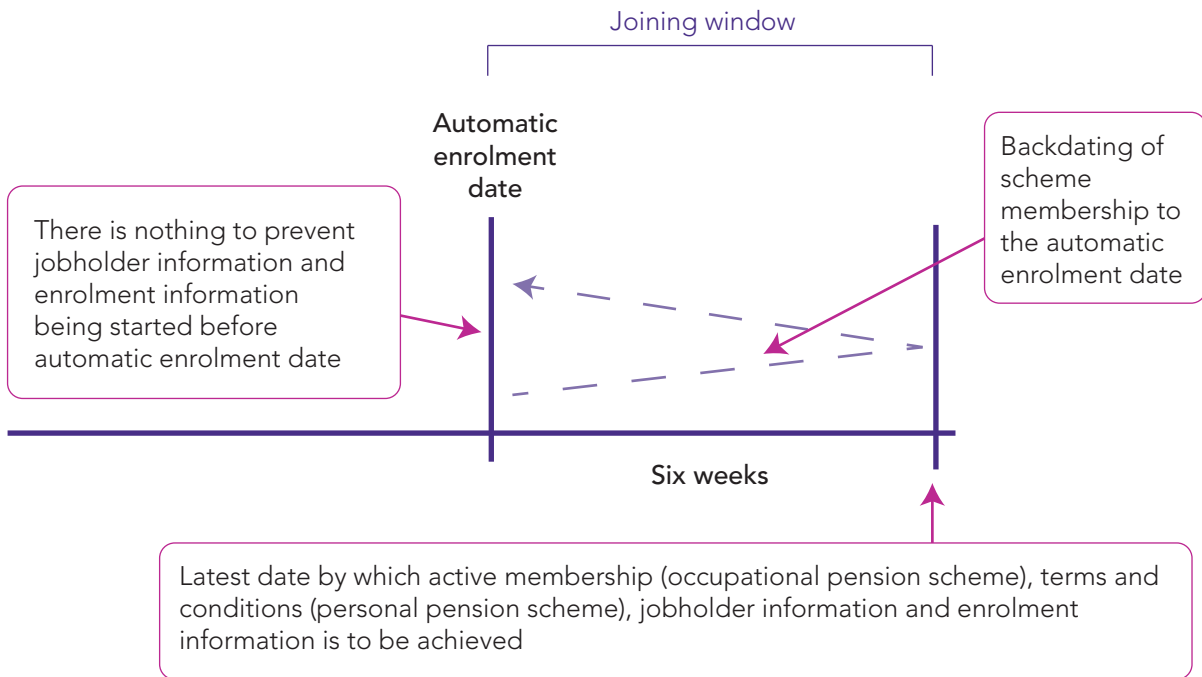 Joining window
Automatic
enrolment
date
Backdating of
scheme
membership to
the automatic
enrolment date
There is nothing to prevent
jobholder information and
enrolment information
being started before
automatic enrolment date
Six weeks
Latest date by which active membership (occupational pension scheme), terms and
conditions (personal pension scheme), jobholder information and enrolment
information is to be achieved